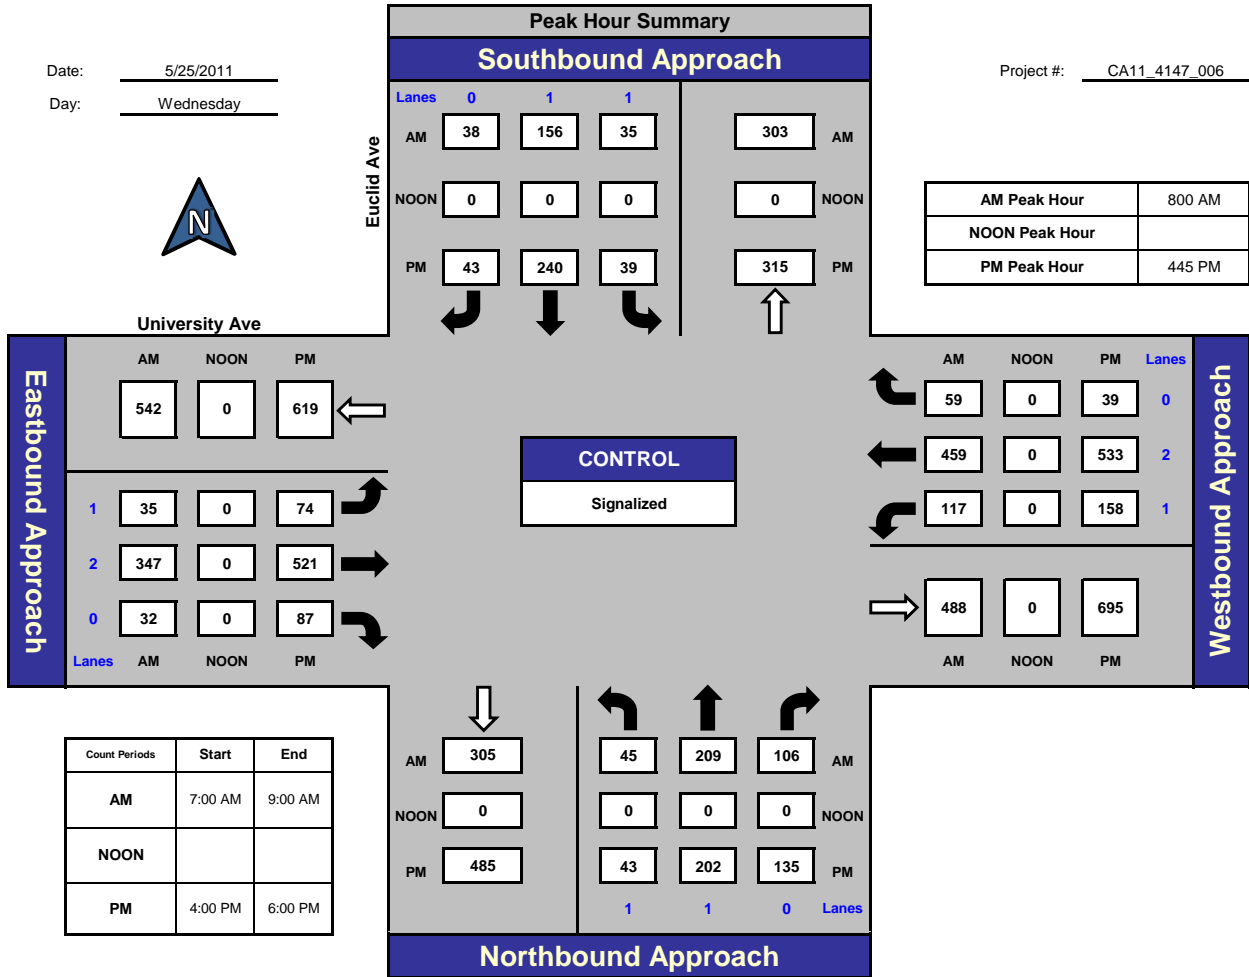 Peak Hour Summary
Southbound Approach
Date: 5/25/2011
Project #: CA11_4147_006
Day: Wednesday
Lanes 0 1 1
AM 38 156 35 303 AM
Euclid Ave
N
NOON 0 0 0 0 NOON
AM Peak Hour 800 AM
NOON Peak Hour
PM Peak Hour 445 PM
PM 43 240 39 315 PM
University Ave
Eastbound Approach
AM NOON PM
542 0 619
1 35 0 74
2 347 0 521
0 32 0 87
Lanes AM NOON PM
CONTROL
Signalized
AM NOON PM Lanes
59 0 39 0
459 0 533 2
117 0 158 1
488 0 695
AM NOON PM
Westbound Approach
Count Periods Start End
AM 7:00 AM 9:00 AM
NOON
PM 4:00 PM 6:00 PM
AM 305 45 209 106 AM
NOON 0 0 0 0 NOON
PM 485 43 202 135 PM
1 1 0 Lanes
Northbound Approach